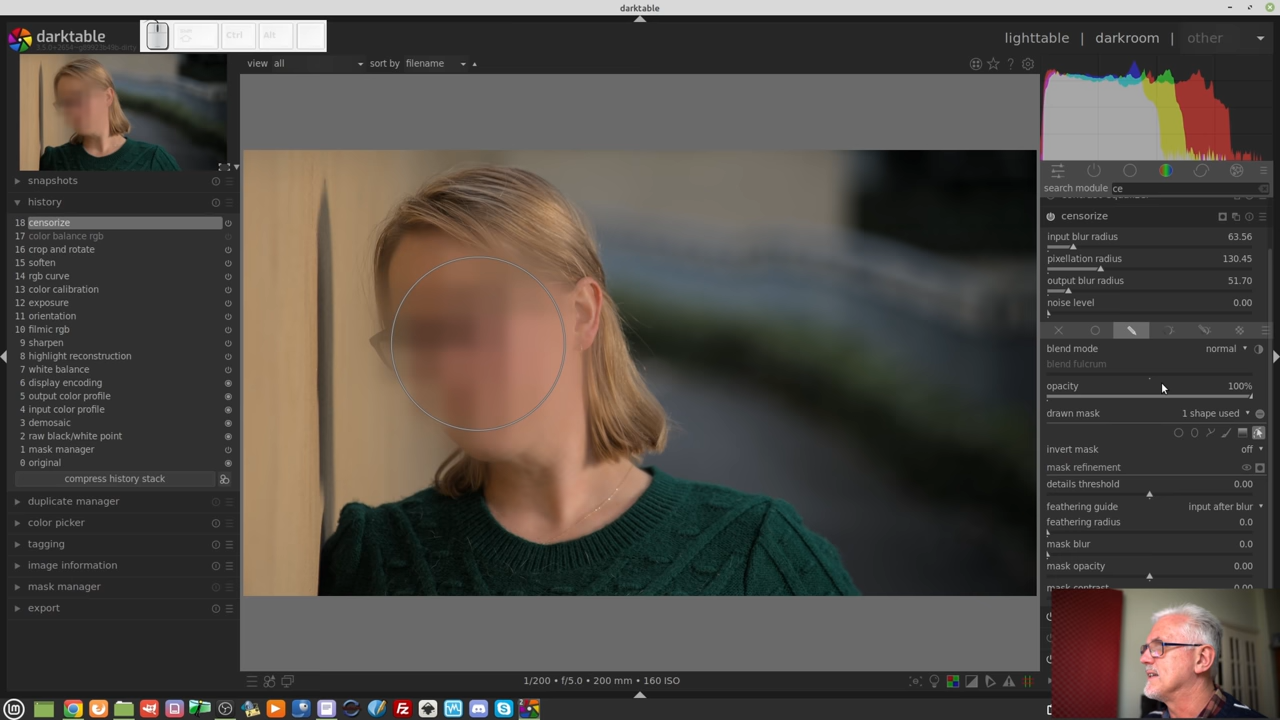 darktable
darktable
Ctrl
Alt
lighttable | darkroom | other
view all
sort by filename
snapshots
history
18 censorize
17 color balance rgb
16 crop and rotate
15 soften
14 rgb curve
13 color calibration
12 exposure
11 orientation
10 filmic rgb
9 sharpen
8 highlight reconstruction
7 white balance
6 display encoding
5 output color profile
4 input color profile
3 demosaic
2 raw black/white point
1 mask manager
0 original
compress history stack
duplicate manager
color picker
tagging
image information
mask manager
export
1/200 • f/5.0 • 200 mm • 160 ISO
search module ce
censorize
input blur radius 63.56
pixellation radius 130.45
output blur radius 51.70
noise level 0.00
blend mode normal
blend fulcrum
opacity 100%
drawn mask 1 shape used
invert mask off
mask refinement
details threshold 0.00
feathering guide input after blur
feathering radius 0.0
mask blur 0.0
mask opacity 0.00
mask contrast 0.00